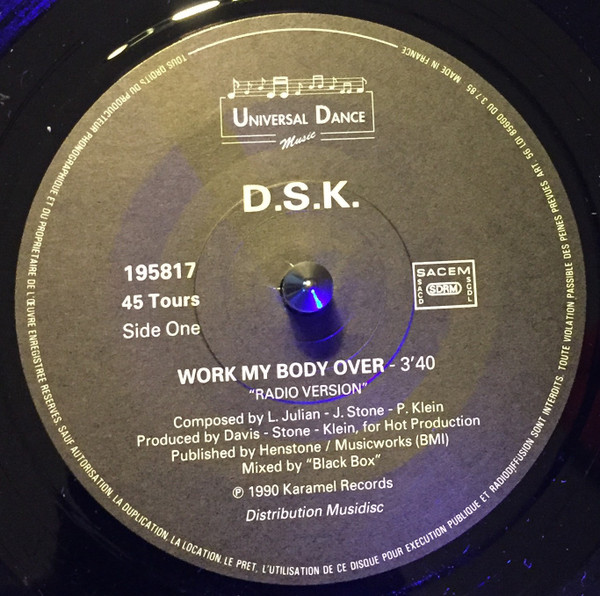 UNIVERSAL DANCE
Music
D.S.K.
195817
45 Tours
Side One
SACEM
SACD
SDRM
SCDL
WORK MY BODY OVER - 3'40
"RADIO VERSION"
Composed by L. Julian - J. Stone - P. Klein
Produced by Davis - Stone - Klein, for Hot Production
Published by Henstone / Musicworks (BMI)
Mixed by "Black Box"
℗ 1990 Karamel Records
Distribution Musidisc
TOUS DROITS DU PRODUCTEUR PHONOGRAPHIQUE ET DU PROPRIETAIRE DE L'ŒUVRE ENREGISTREE RESERVES. SAUF AUTORISATION, LA DUPLICATION, LA LOCATION, LE PRET, L'UTILISATION DE CE DISQUE POUR EXECUTION PUBLIQUE ET RADIODIFFUSION SONT INTERDITS. TOUTE VIOLATION PASSIBLE DES PEINES PREVUES ART. 56 LOI 85660 DU 3.7.85 MADE IN FRANCE